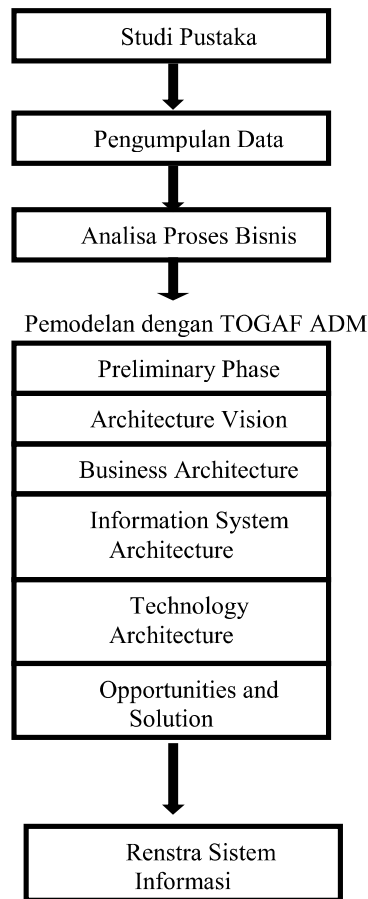 Studi Pustaka
Pengumpulan Data
Analisa Proses Bisnis
Pemodelan dengan TOGAF ADM
Preliminary Phase
Architecture Vision
Business Architecture
Information System
Architecture
Technology
Architecture
Opportunities and
Solution
Renstra Sistem
Informasi